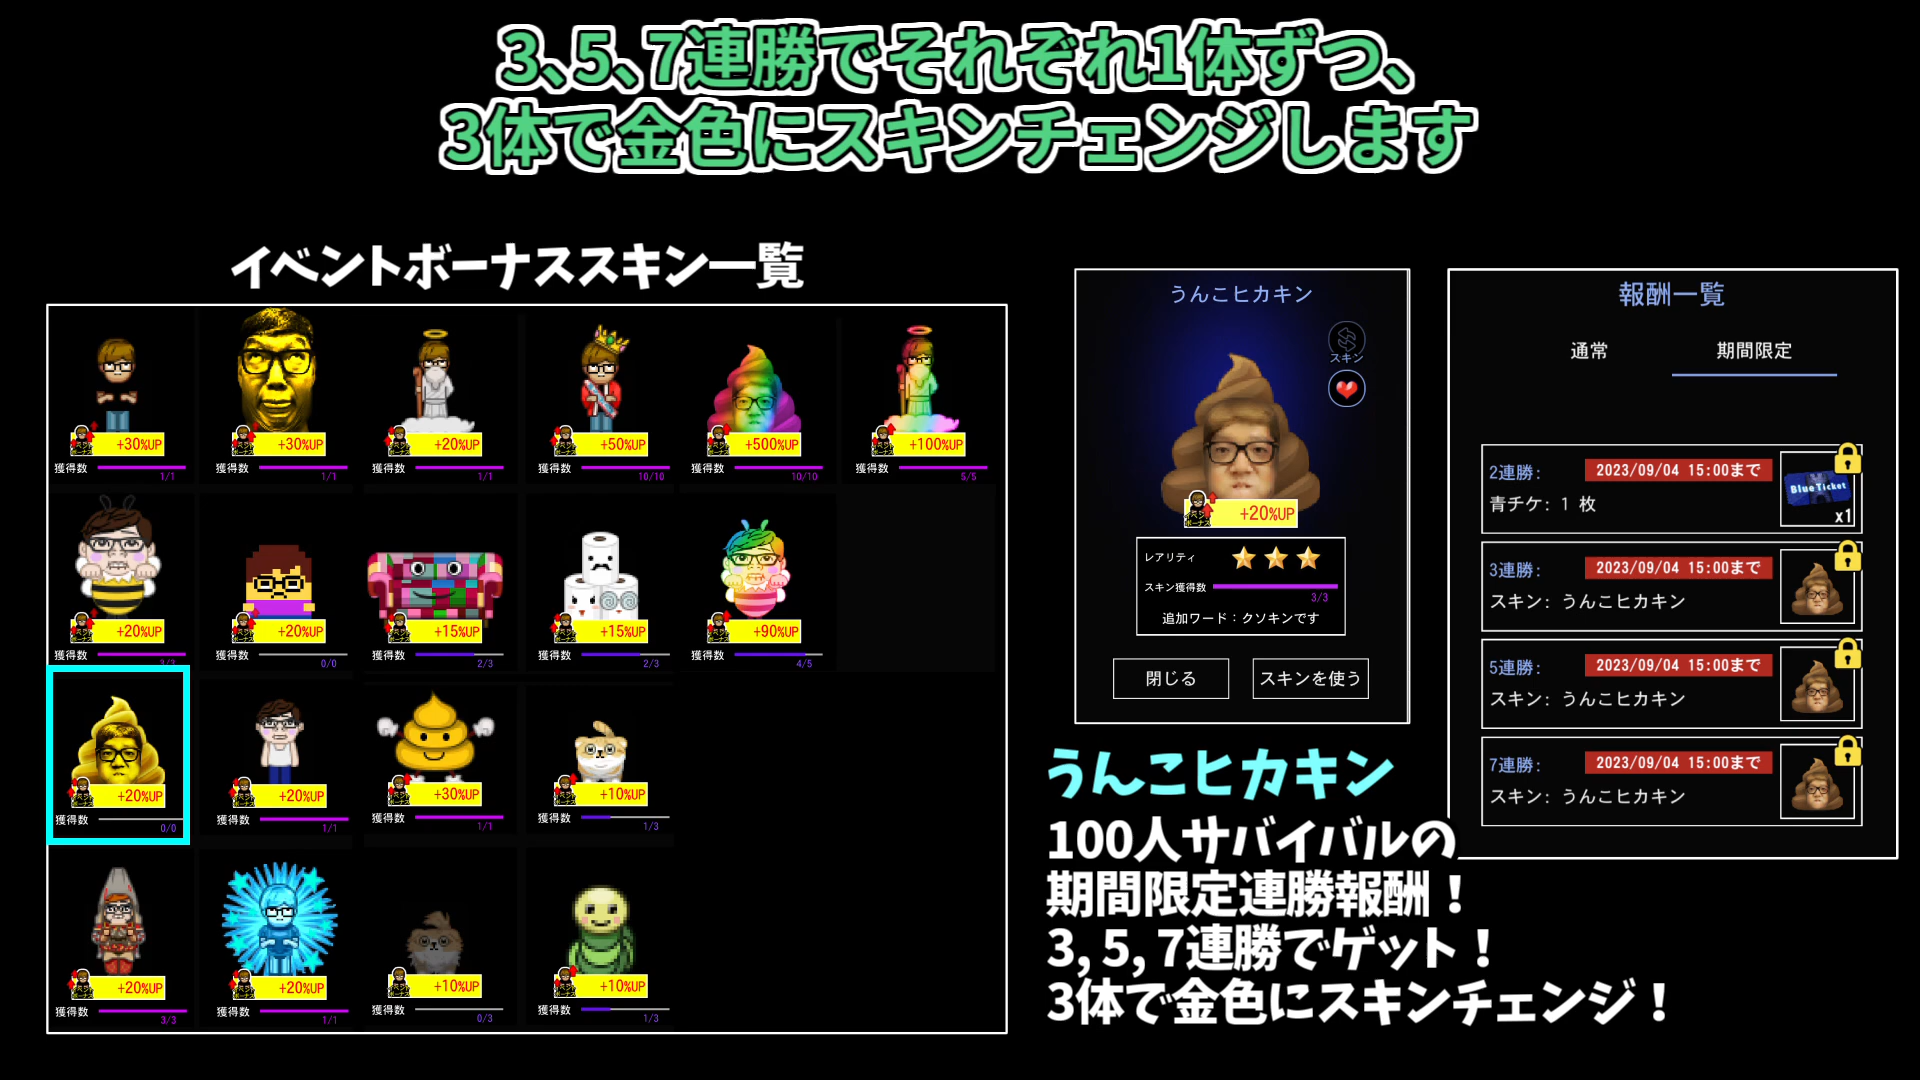 3、5、7連勝でそれぞれ1体ずつ、
3体で金色にスキンチェンジします
イベントボーナススキン一覧
+30%UP
獲得数
1/1
+30%UP
獲得数
1/1
+20%UP
獲得数
1/1
+50%UP
獲得数
10/10
+500%UP
獲得数
10/10
+100%UP
獲得数
5/5
+20%UP
獲得数
3/3
+20%UP
獲得数
0/0
+15%UP
獲得数
2/3
+15%UP
獲得数
2/3
+90%UP
獲得数
4/5
+20%UP
獲得数
0/0
+20%UP
獲得数
1/1
+30%UP
獲得数
1/1
+10%UP
獲得数
1/3
+20%UP
獲得数
3/3
+20%UP
獲得数
1/1
+10%UP
獲得数
0/3
+10%UP
獲得数
1/3
うんこヒカキン
スキン
+20%UP
レアリティ
スキン獲得数
3/3
追加ワード：クソキンです
閉じる
スキンを使う
報酬一覧
通常
期間限定
2連勝:
2023/09/04 15:00まで
青チケ: 1 枚
Blue Ticket
x1
3連勝:
2023/09/04 15:00まで
スキン: うんこヒカキン
5連勝:
2023/09/04 15:00まで
スキン: うんこヒカキン
7連勝:
2023/09/04 15:00まで
スキン: うんこヒカキン
うんこヒカキン
100人サバイバルの
期間限定連勝報酬！
3,5,7連勝でゲット！
3体で金色にスキンチェンジ！